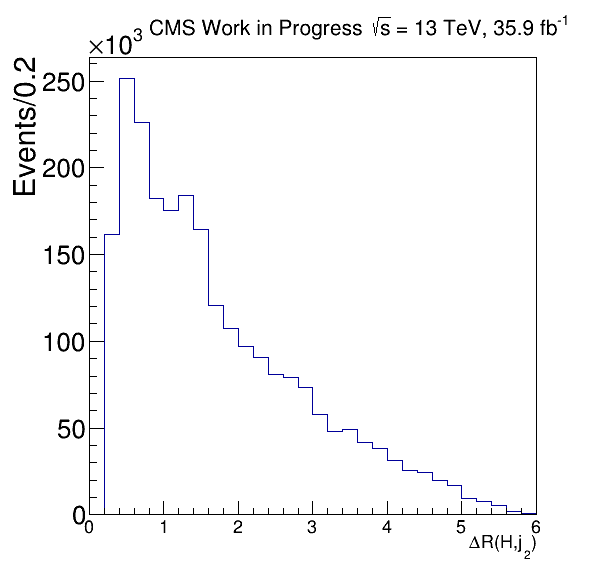 ×10³ CMS Work in Progress √s = 13 TeV, 35.9 fb⁻¹
Events/0.2
250
200
150
100
50
0
0 1 2 3 4 5 6
ΔR(H,j₂)